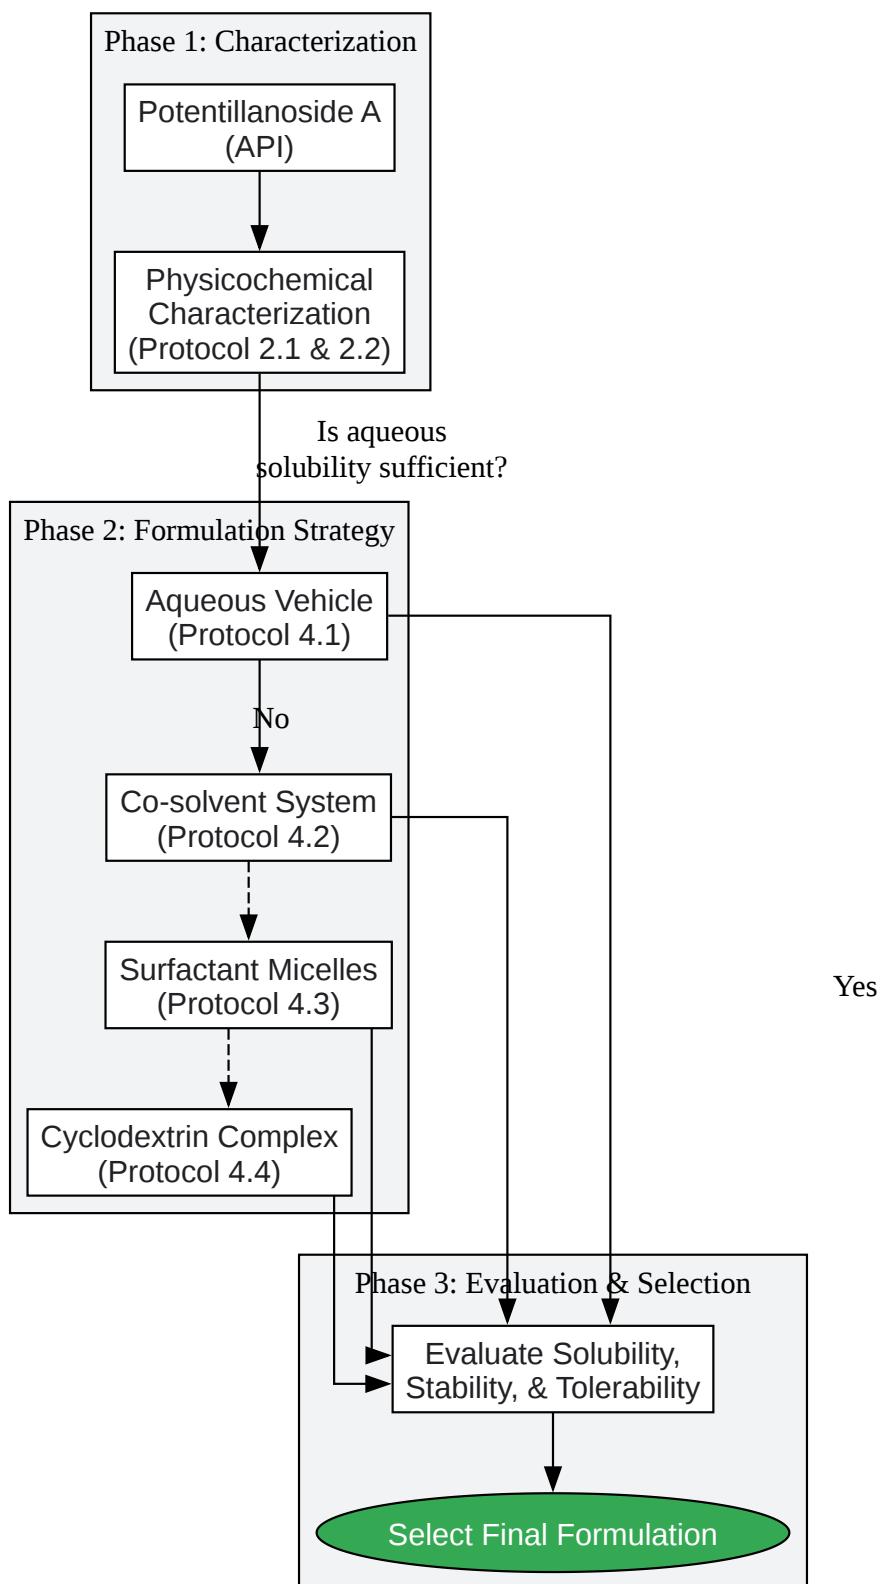 Phase 1: Characterization
Potentillanoside A
(API)
Physicochemical
Characterization
(Protocol 2.1 & 2.2)
Is aqueous
solubility sufficient?
Phase 2: Formulation Strategy
Aqueous Vehicle
(Protocol 4.1)
No
Co-solvent System
(Protocol 4.2)
Surfactant Micelles
(Protocol 4.3)
Yes
Cyclodextrin Complex
(Protocol 4.4)
Phase 3: Evaluation & Selection
Evaluate Solubility,
Stability, & Tolerability
Select Final Formulation